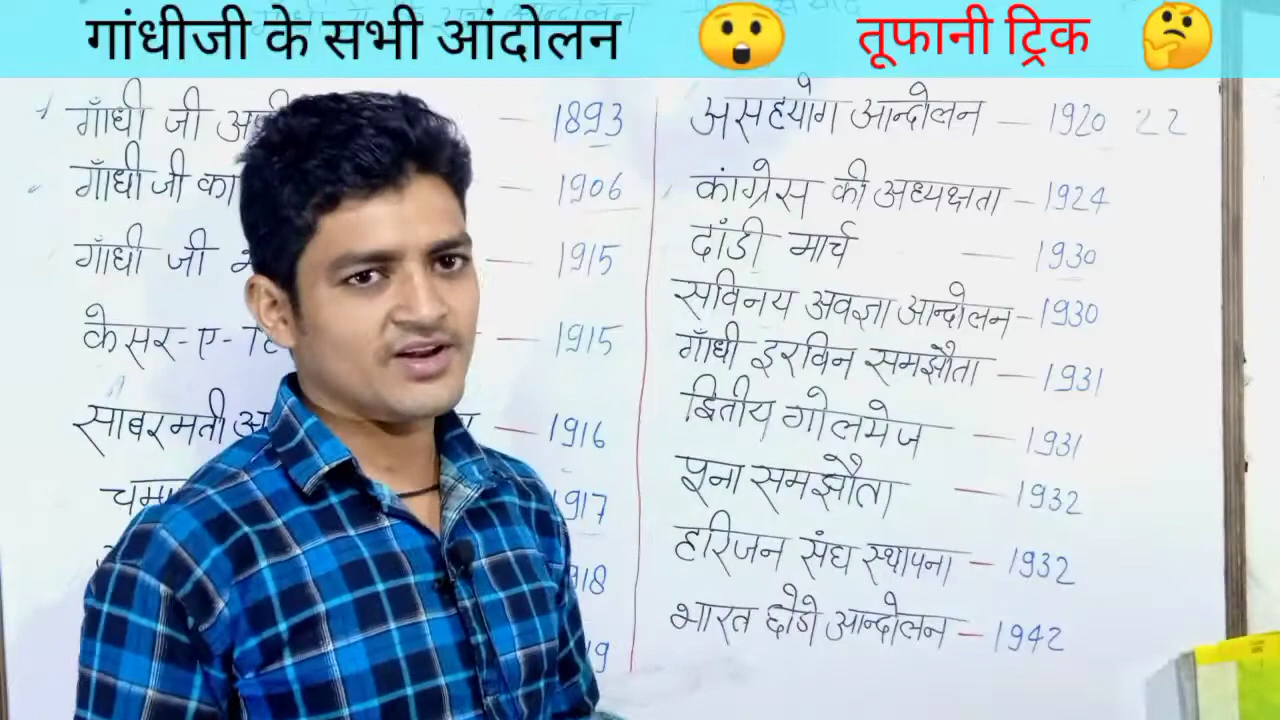 गांधीजी के सभी आंदोलन 😲 तूफानी ट्रिक 🤔
गाँधी जी — 1893
गाँधी जी का — 1906
गाँधी जी — 1915
केसर-ए- — 1915
साबरमती — 1916
1917
18
19
असहयोग आन्दोलन — 1920 22
कांग्रेस की अध्यक्षता — 1924
दाँडी मार्च — 1930
सविनय अवज्ञा आन्दोलन — 1930
गाँधी इरविन समझौता — 1931
द्वितीय गोलमेज — 1931
पूना समझौता — 1932
हरिजन संघ स्थापना — 1932
भारत छोडो आन्दोलन — 1942